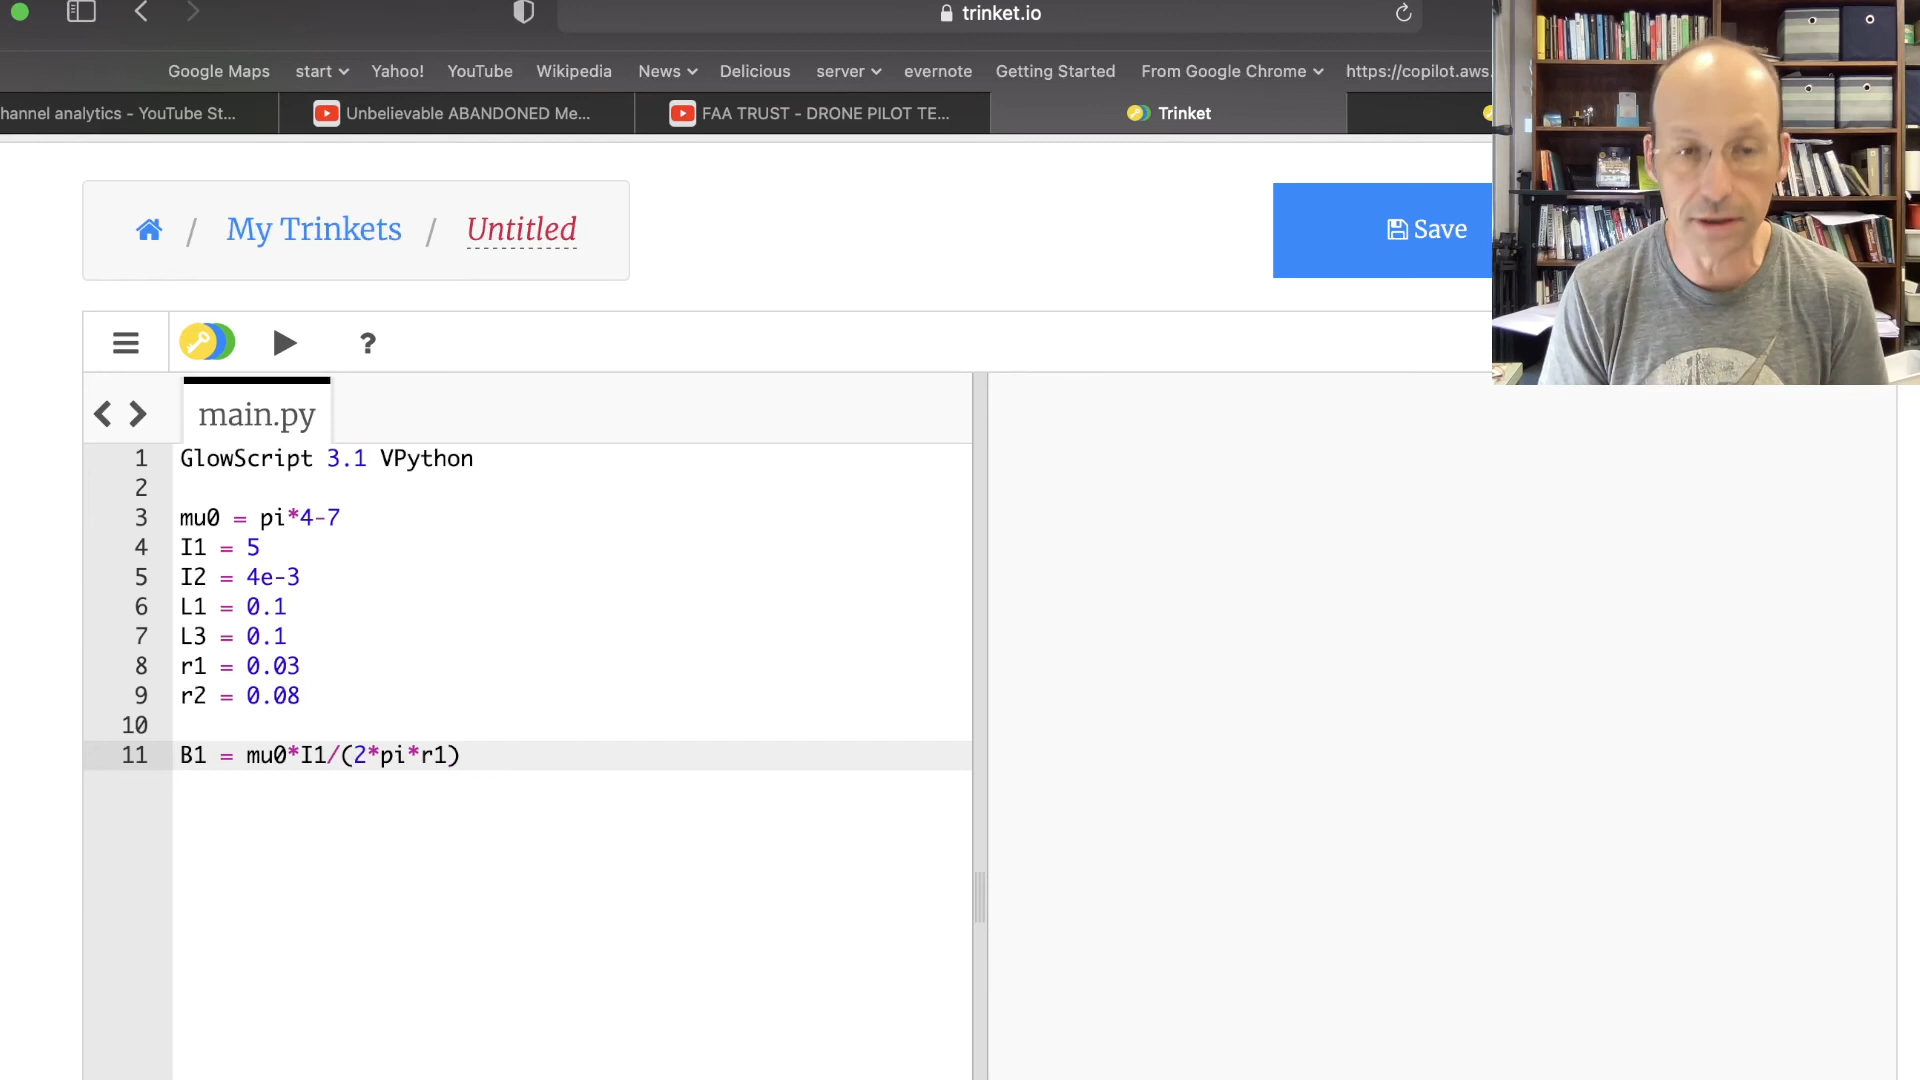 trinket.io
Google Maps start Yahoo! YouTube Wikipedia News Delicious server evernote Getting Started From Google Chrome https://copilot.aws.
hannel analytics - YouTube St... Unbelievable ABANDONED Me... FAA TRUST - DRONE PILOT TE... Trinket
/ My Trinkets / Untitled
Save
?
main.py
1 GlowScript 3.1 VPython
2
3 mu0 = pi*4-7
4 I1 = 5
5 I2 = 4e-3
6 L1 = 0.1
7 L3 = 0.1
8 r1 = 0.03
9 r2 = 0.08
10
11 B1 = mu0*I1/(2*pi*r1)